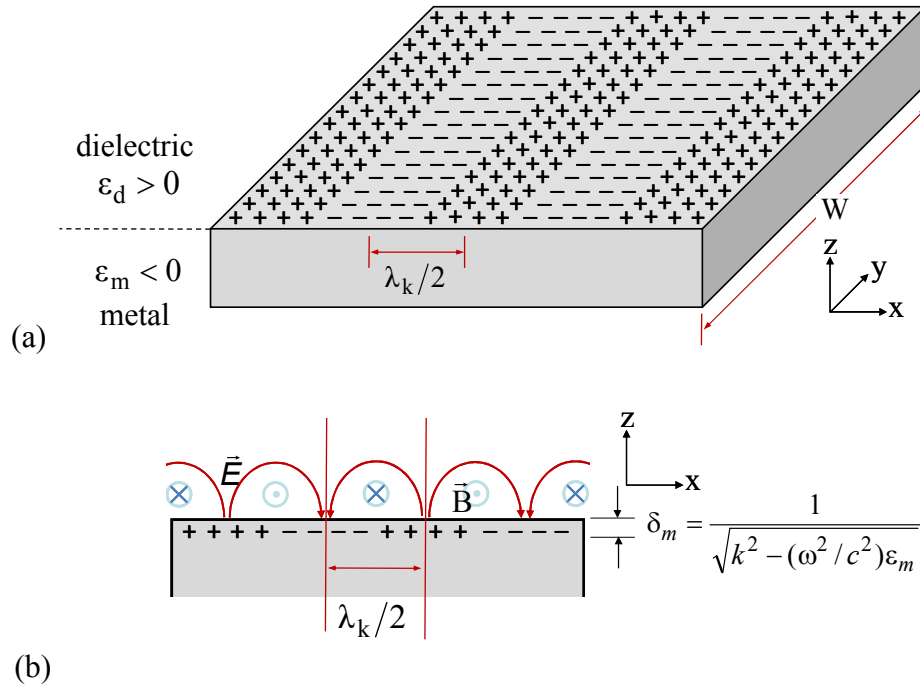 + + + + + − − − − − + + + + + − − − − − + + + + +
dielectric
ε_d > 0
W
λ_k/2
ε_m < 0
metal
z
y
x
(a)
z
x
E⃗
B⃗
+ + + + − − − − − + + + + − − − − −
δ_m = 1 / √(k² − (ω²/c²)ε_m)
λ_k/2
(b)